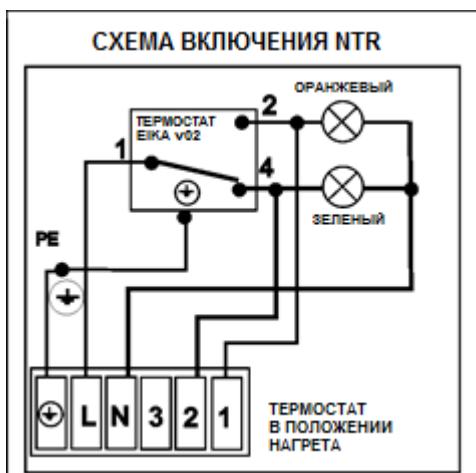 СХЕМА ВКЛЮЧЕНИЯ NTR
ОРАНЖЕВЫЙ
ТЕРМОСТАТ
EIKA v02
2
1
4
ЗЕЛЕНЫЙ
PE
L N 3 2 1
ТЕРМОСТАТ
В ПОЛОЖЕНИИ
НАГРЕТА